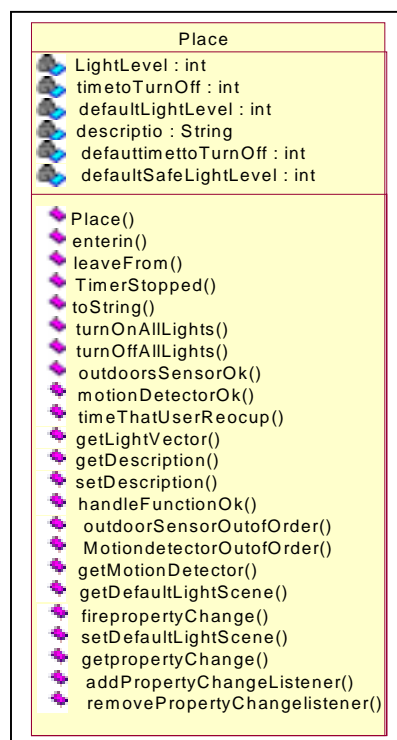 Place
LightLevel : int
timetoTurnOff : int
defaultLightLevel : int
descriptio : String
defauttimettoTurnOff : int
defaultSafeLightLevel : int
Place()
enterin()
leaveFrom()
TimerStopped()
toString()
turnOnAllLights()
turnOffAllLights()
outdoorsSensorOk()
motionDetectorOk()
timeThatUserReocup()
getLightVector()
getDescription()
setDescription()
handleFunctionOk()
outdoorSensorOutofOrder()
MotiondetectorOutofOrder()
getMotionDetector()
getDefaultLightScene()
firepropertyChange()
setDefaultLightScene()
getpropertyChange()
addPropertyChangeListener()
removePropertyChangelistener()